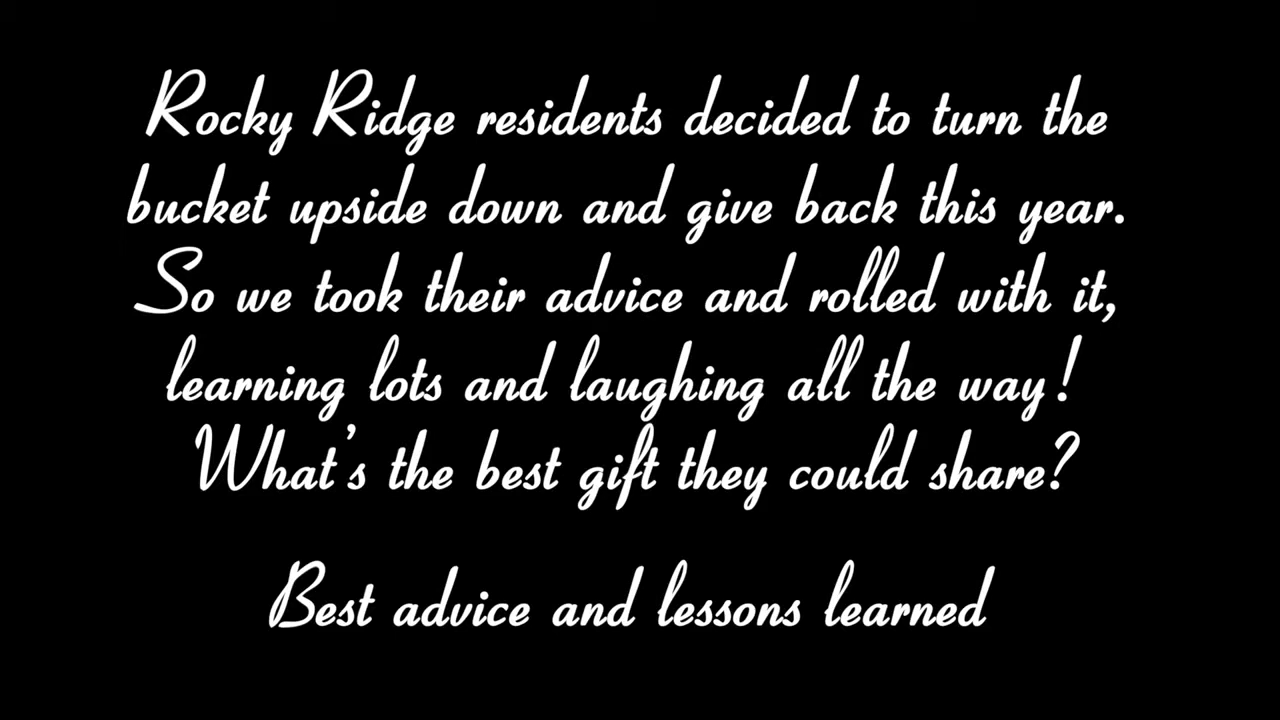 Rocky Ridge residents decided to turn the
bucket upside down and give back this year.
So we took their advice and rolled with it,
learning lots and laughing all the way!
What's the best gift they could share?
Best advice and lessons learned